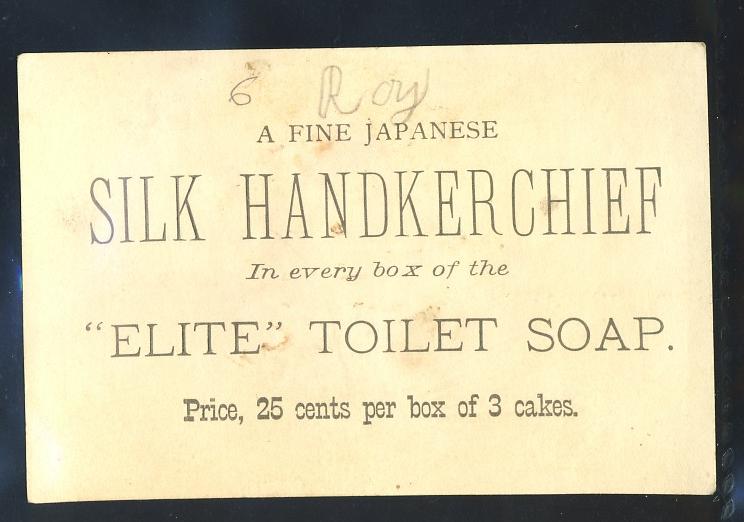 6 Roy
A FINE JAPANESE
SILK HANDKERCHIEF
In every box of the
“ELITE” TOILET SOAP.
Price, 25 cents per box of 3 cakes.